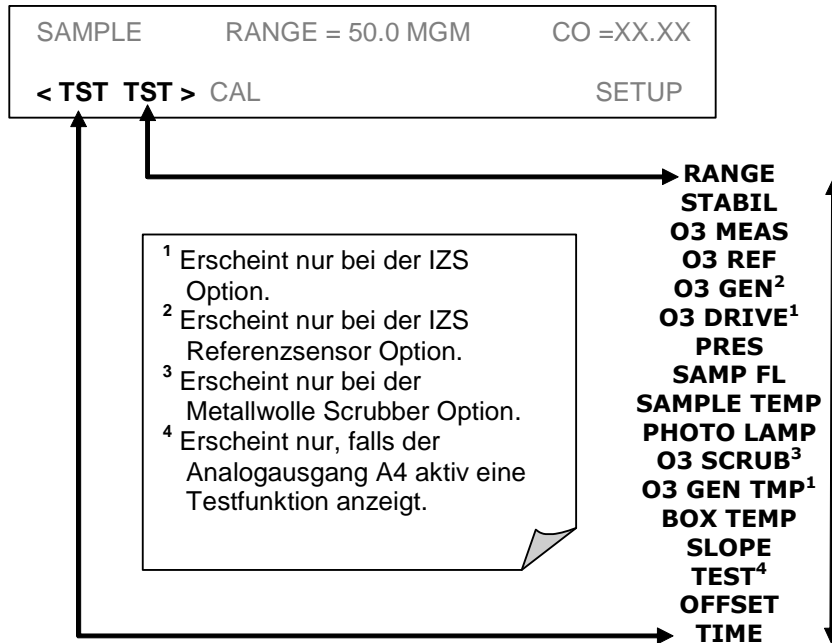 SAMPLE RANGE = 50.0 MGM CO =XX.XX
< TST TST > CAL SETUP
RANGE
STABIL
O3 MEAS
O3 REF
O3 GEN²
O3 DRIVE¹
PRES
SAMP FL
SAMPLE TEMP
PHOTO LAMP
O3 SCRUB³
O3 GEN TMP¹
BOX TEMP
SLOPE
TEST⁴
OFFSET
TIME
¹ Erscheint nur bei der IZS
Option.
² Erscheint nur bei der IZS
Referenzsensor Option.
³ Erscheint nur bei der
Metallwolle Scrubber Option.
⁴ Erscheint nur, falls der
Analogausgang A4 aktiv eine
Testfunktion anzeigt.